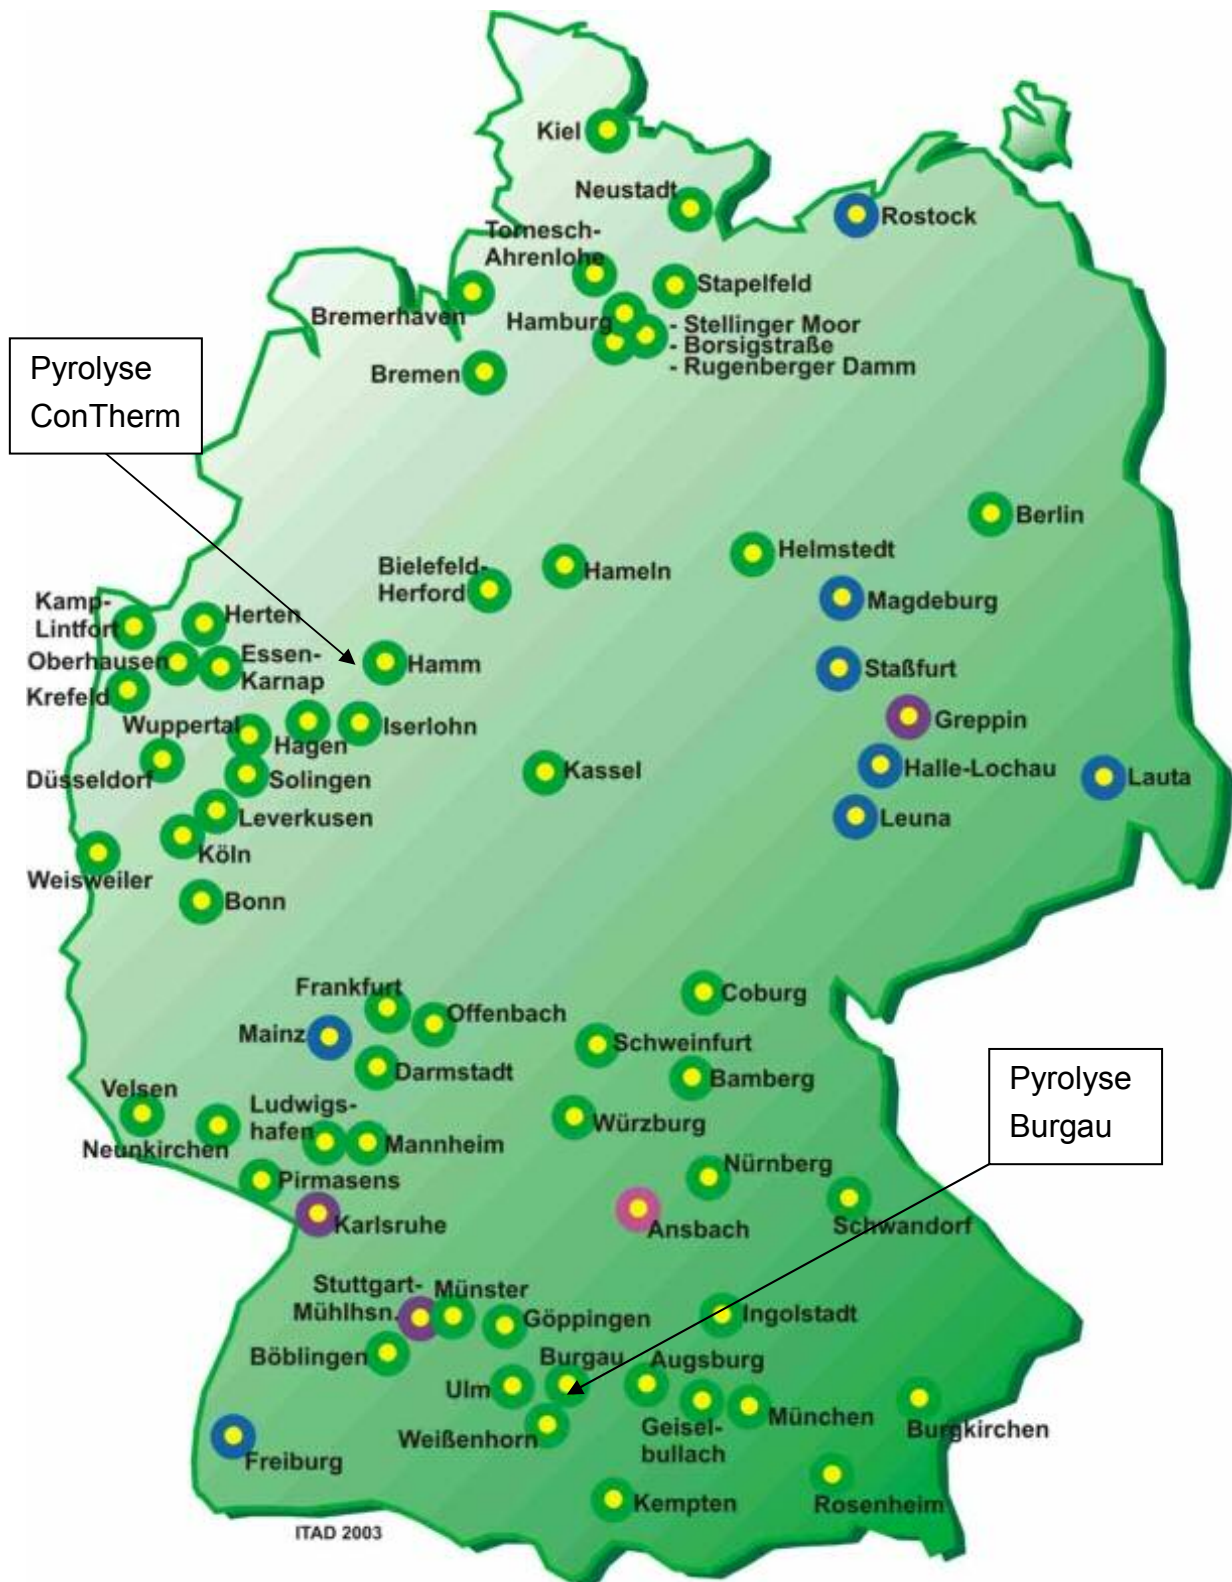 Kiel
Neustadt
Rostock
Tornesch-
Ahrenlohe
Stapelfeld
Bremerhaven
Hamburg
- Stellinger Moor
- Borsigstraße
- Rugenberger Damm
Bremen
Pyrolyse
ConTherm
Berlin
Helmstedt
Bielefeld-
Herford
Hameln
Magdeburg
Kamp-
Lintfort
Herten
Oberhausen
Essen-
Karnap
Hamm
Staßfurt
Krefeld
Greppin
Wuppertal
Hagen
Iserlohn
Düsseldorf
Solingen
Kassel
Halle-Lochau
Lauta
Leverkusen
Leuna
Köln
Weisweiler
Bonn
Frankfurt
Offenbach
Coburg
Mainz
Schweinfurt
Darmstadt
Bamberg
Pyrolyse
Burgau
Velsen
Ludwigs-
hafen
Würzburg
Neunkirchen
Mannheim
Nürnberg
Pirmasens
Karlsruhe
Ansbach
Schwandorf
Stuttgart-
Mühlhsn.
Münster
Göppingen
Ingolstadt
Böblingen
Burgau
Augsburg
Ulm
Weißenhorn
Geisel-
bullach
München
Burgkirchen
Freiburg
Kempten
Rosenheim
ITAD 2003